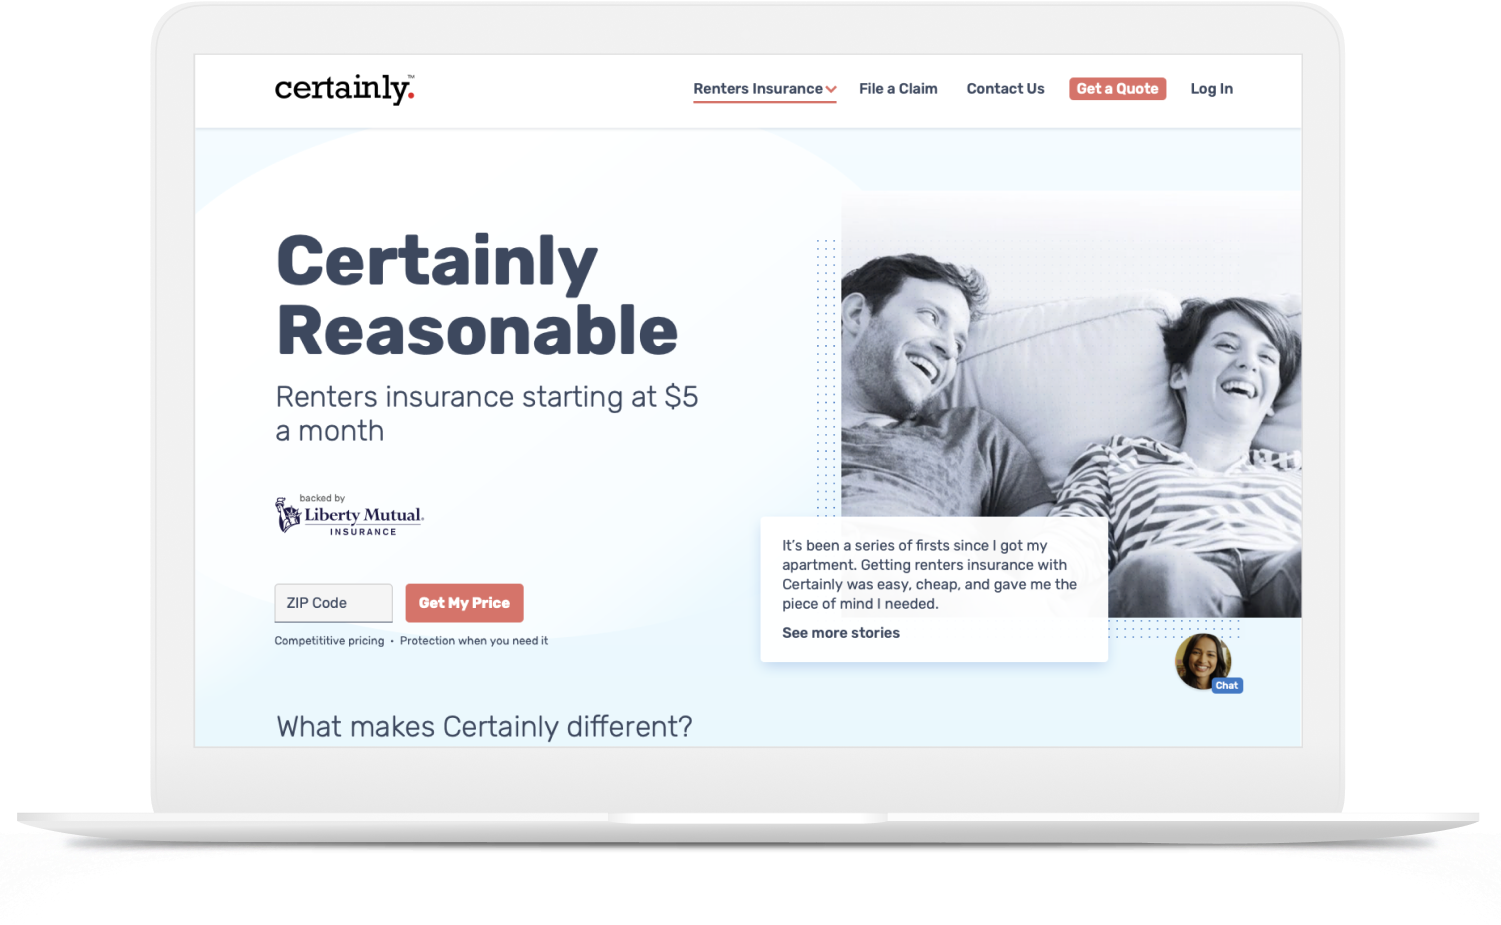 certainly.™
Renters Insurance
File a Claim
Contact Us
Get a Quote
Log In
Certainly
Reasonable
Renters insurance starting at $5
a month
backed by
Liberty Mutual®
INSURANCE
ZIP Code
Get My Price
Competititive pricing • Protection when you need it
It’s been a series of firsts since I got my
apartment. Getting renters insurance with
Certainly was easy, cheap, and gave me the
piece of mind I needed.
See more stories
Chat
What makes Certainly different?